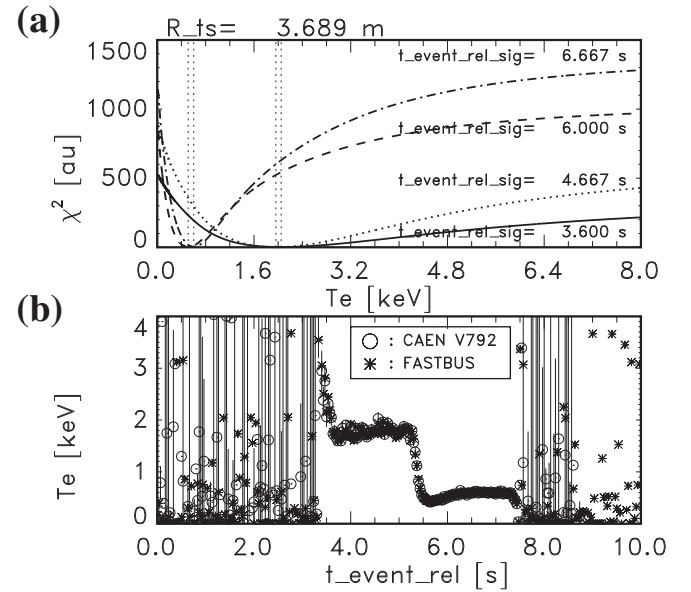 (a)
R_ts= 3.689 m
1500
t_event_rel_sig= 6.667 s
1000
t_event_rel_sig= 6.000 s
χ² [au]
500
t_event_rel_sig= 4.667 s
t_event_rel_sig= 3.600 s
0
0.0 1.6 3.2 4.8 6.4 8.0
Te [keV]
(b)
4
○ : CAEN V792
3
✳ : FASTBUS
Te [keV]
2
1
0
0.0 2.0 4.0 6.0 8.0 10.0
t_event_rel [s]